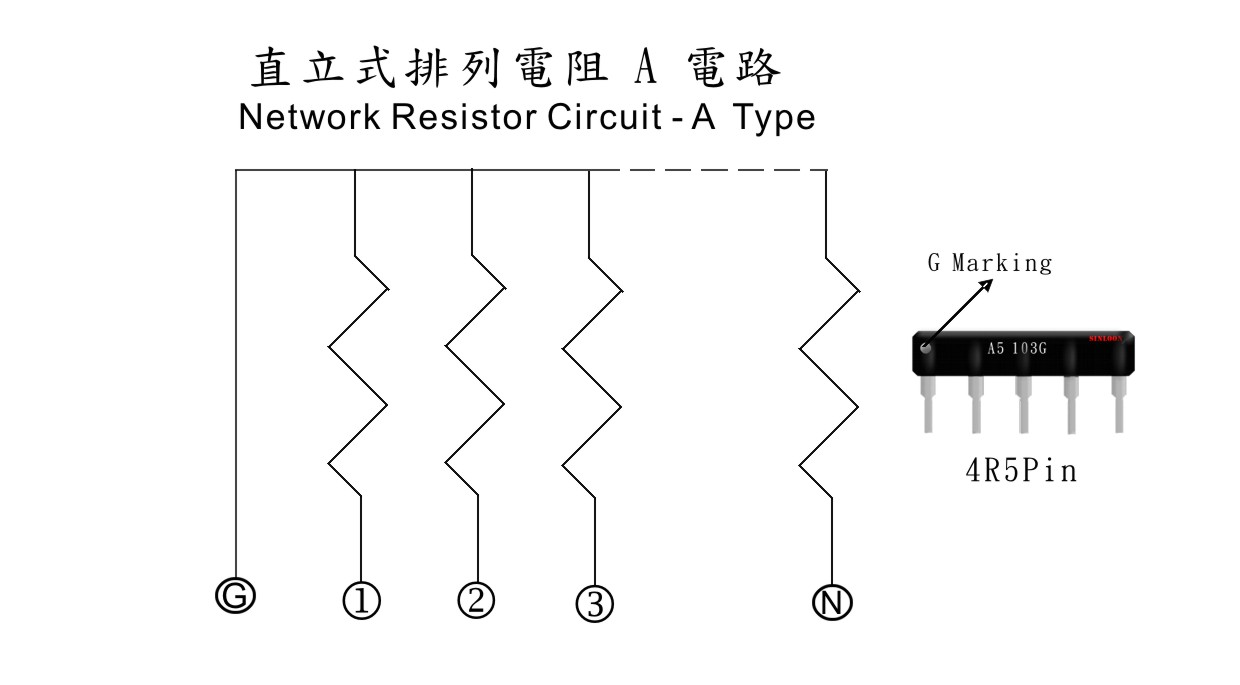 直立式排列電阻 A 電路
Network Resistor Circuit - A Type
G Marking
A5 103G
SINLOON
4R5Pin
G
1
2
3
N